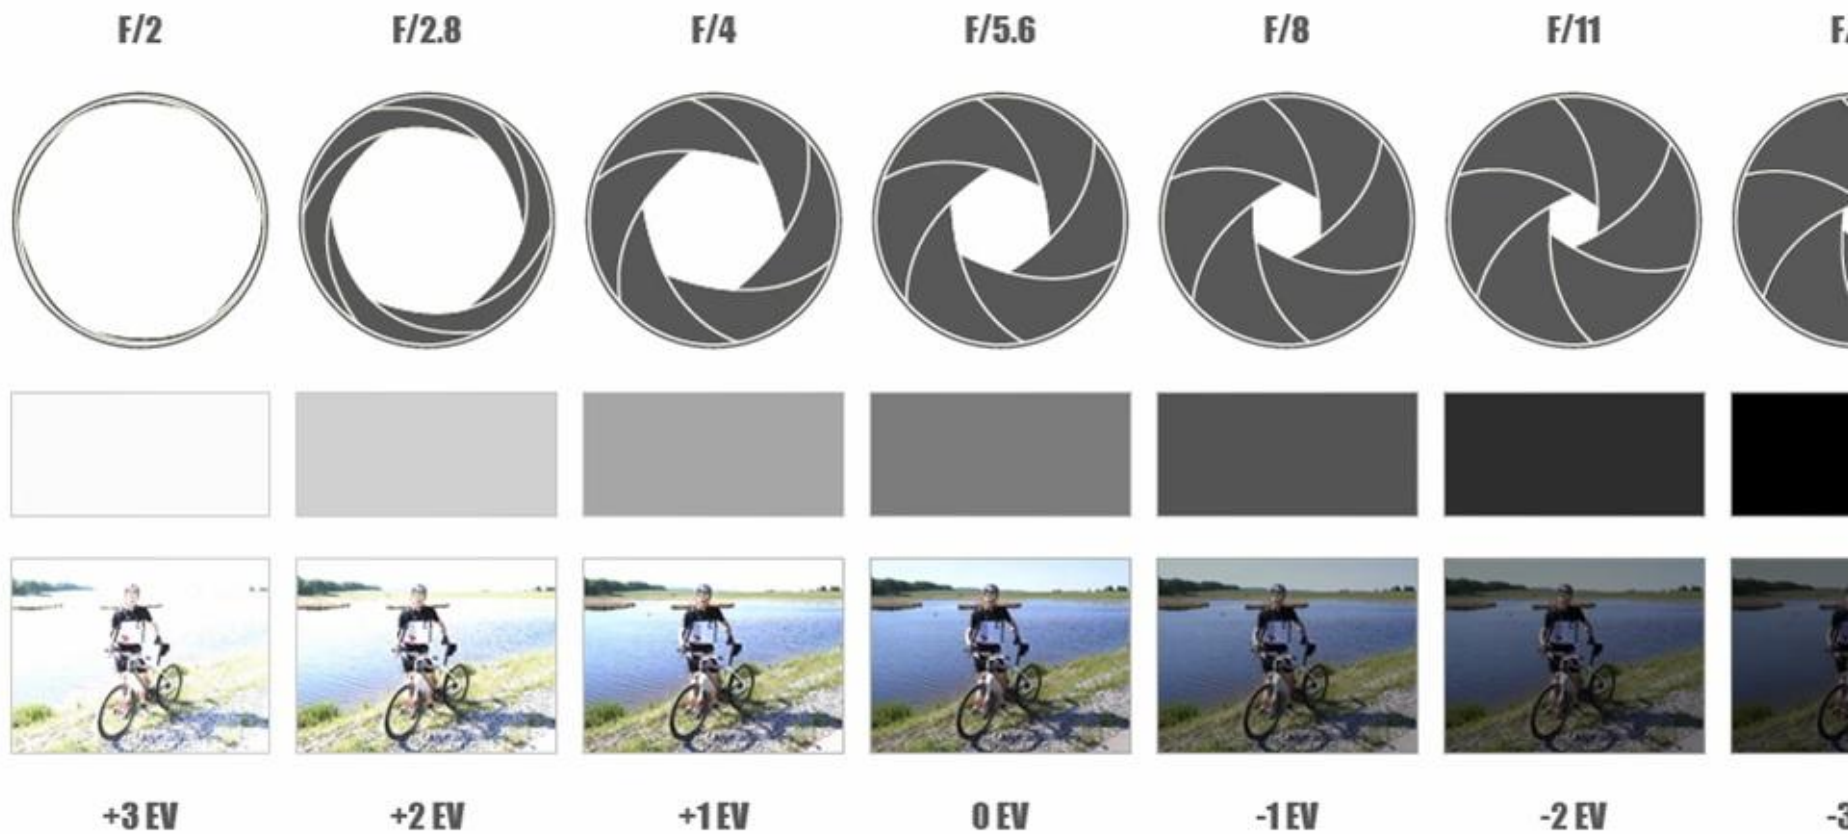 F/2 F/2.8 F/4 F/5.6 F/8 F/11
+3 EV +2 EV +1 EV 0 EV -1 EV -2 EV